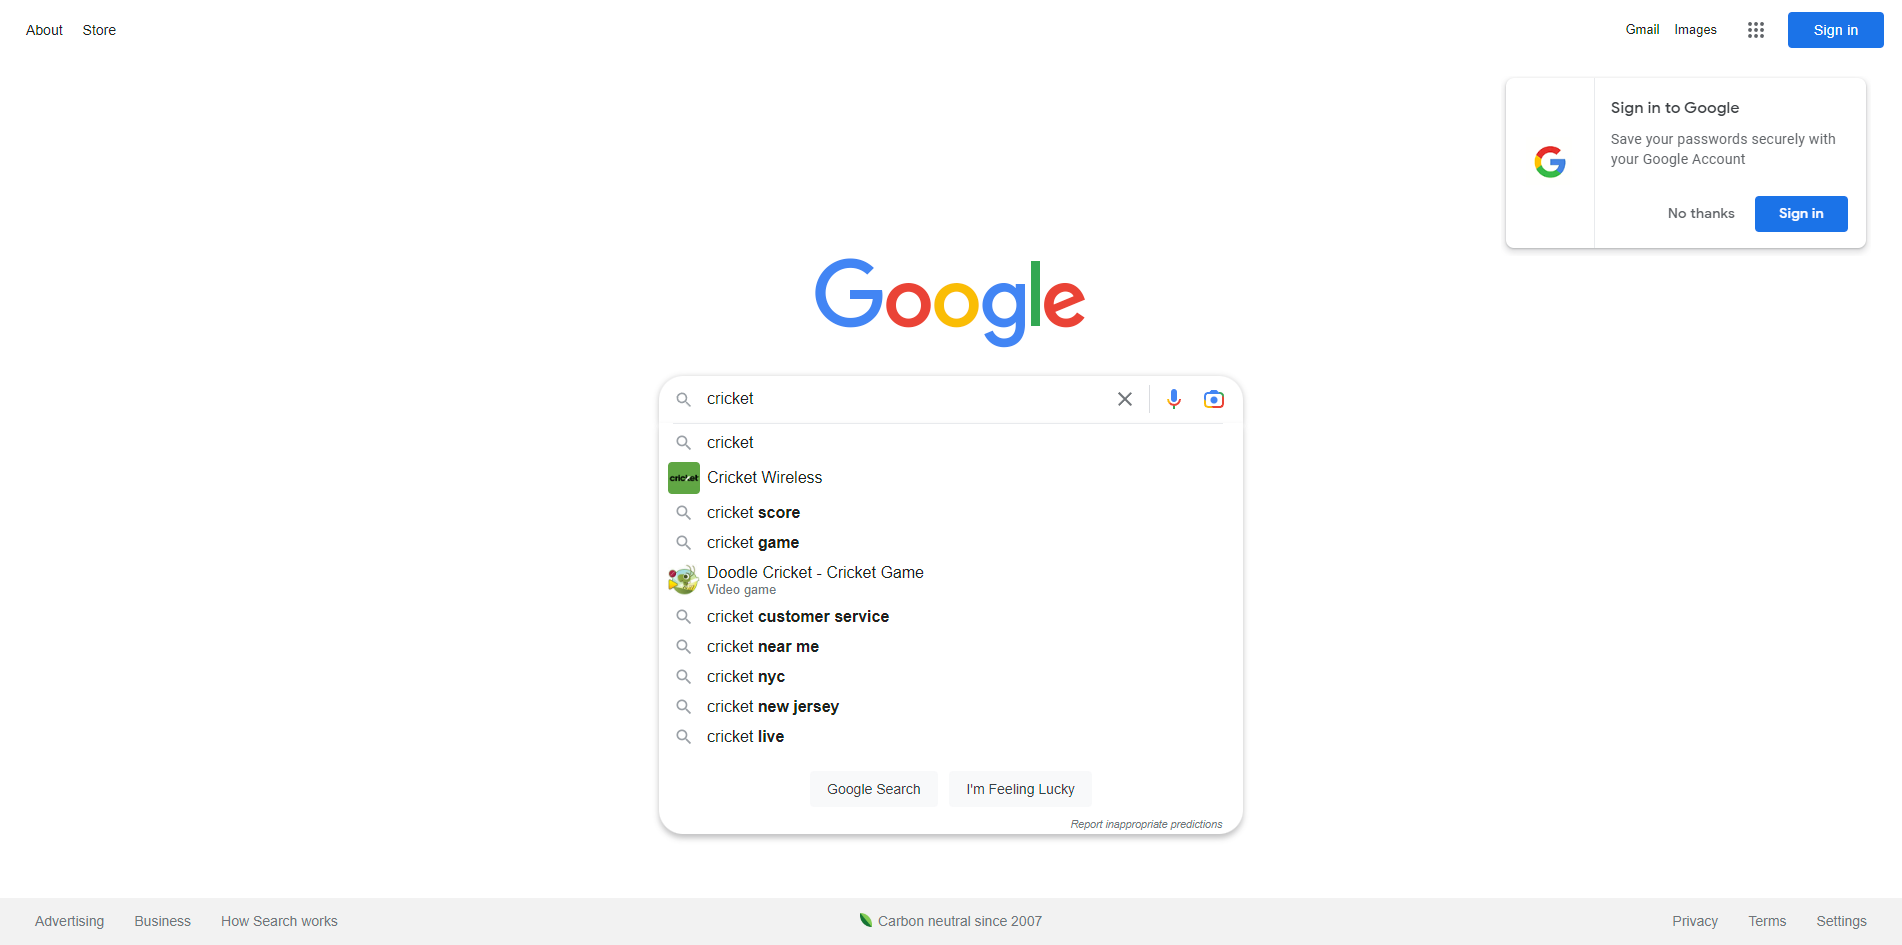 About Store
Gmail Images Sign in
Sign in to Google
Save your passwords securely with
your Google Account
No thanks Sign in
Google
cricket
cricket
cricket Cricket Wireless
cricket score
cricket game
Doodle Cricket - Cricket Game
Video game
cricket customer service
cricket near me
cricket nyc
cricket new jersey
cricket live
Google Search I'm Feeling Lucky
Report inappropriate predictions
Advertising Business How Search works Carbon neutral since 2007 Privacy Terms Settings